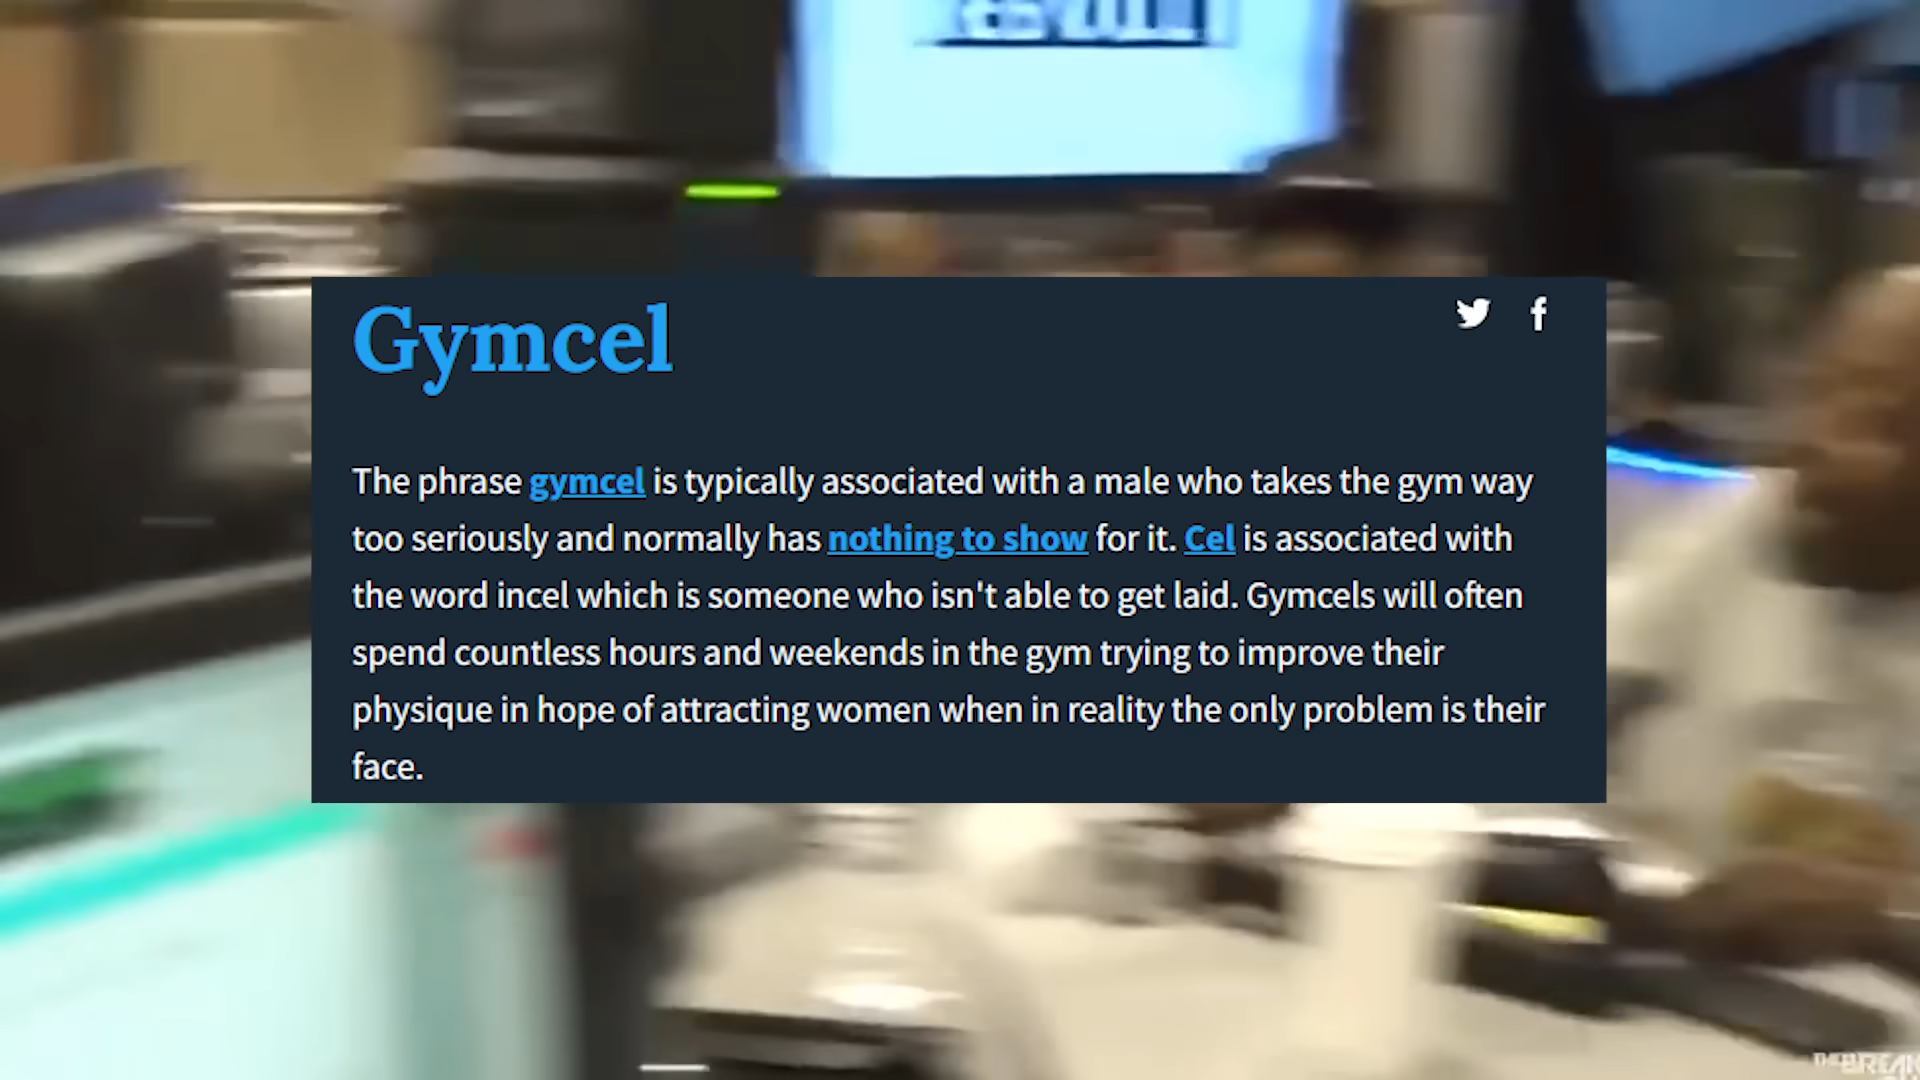 Gymcel
The phrase gymcel is typically associated with a male who takes the gym way
too seriously and normally has nothing to show for it. Cel is associated with
the word incel which is someone who isn't able to get laid. Gymcels will often
spend countless hours and weekends in the gym trying to improve their
physique in hope of attracting women when in reality the only problem is their
face.
THE BREAK